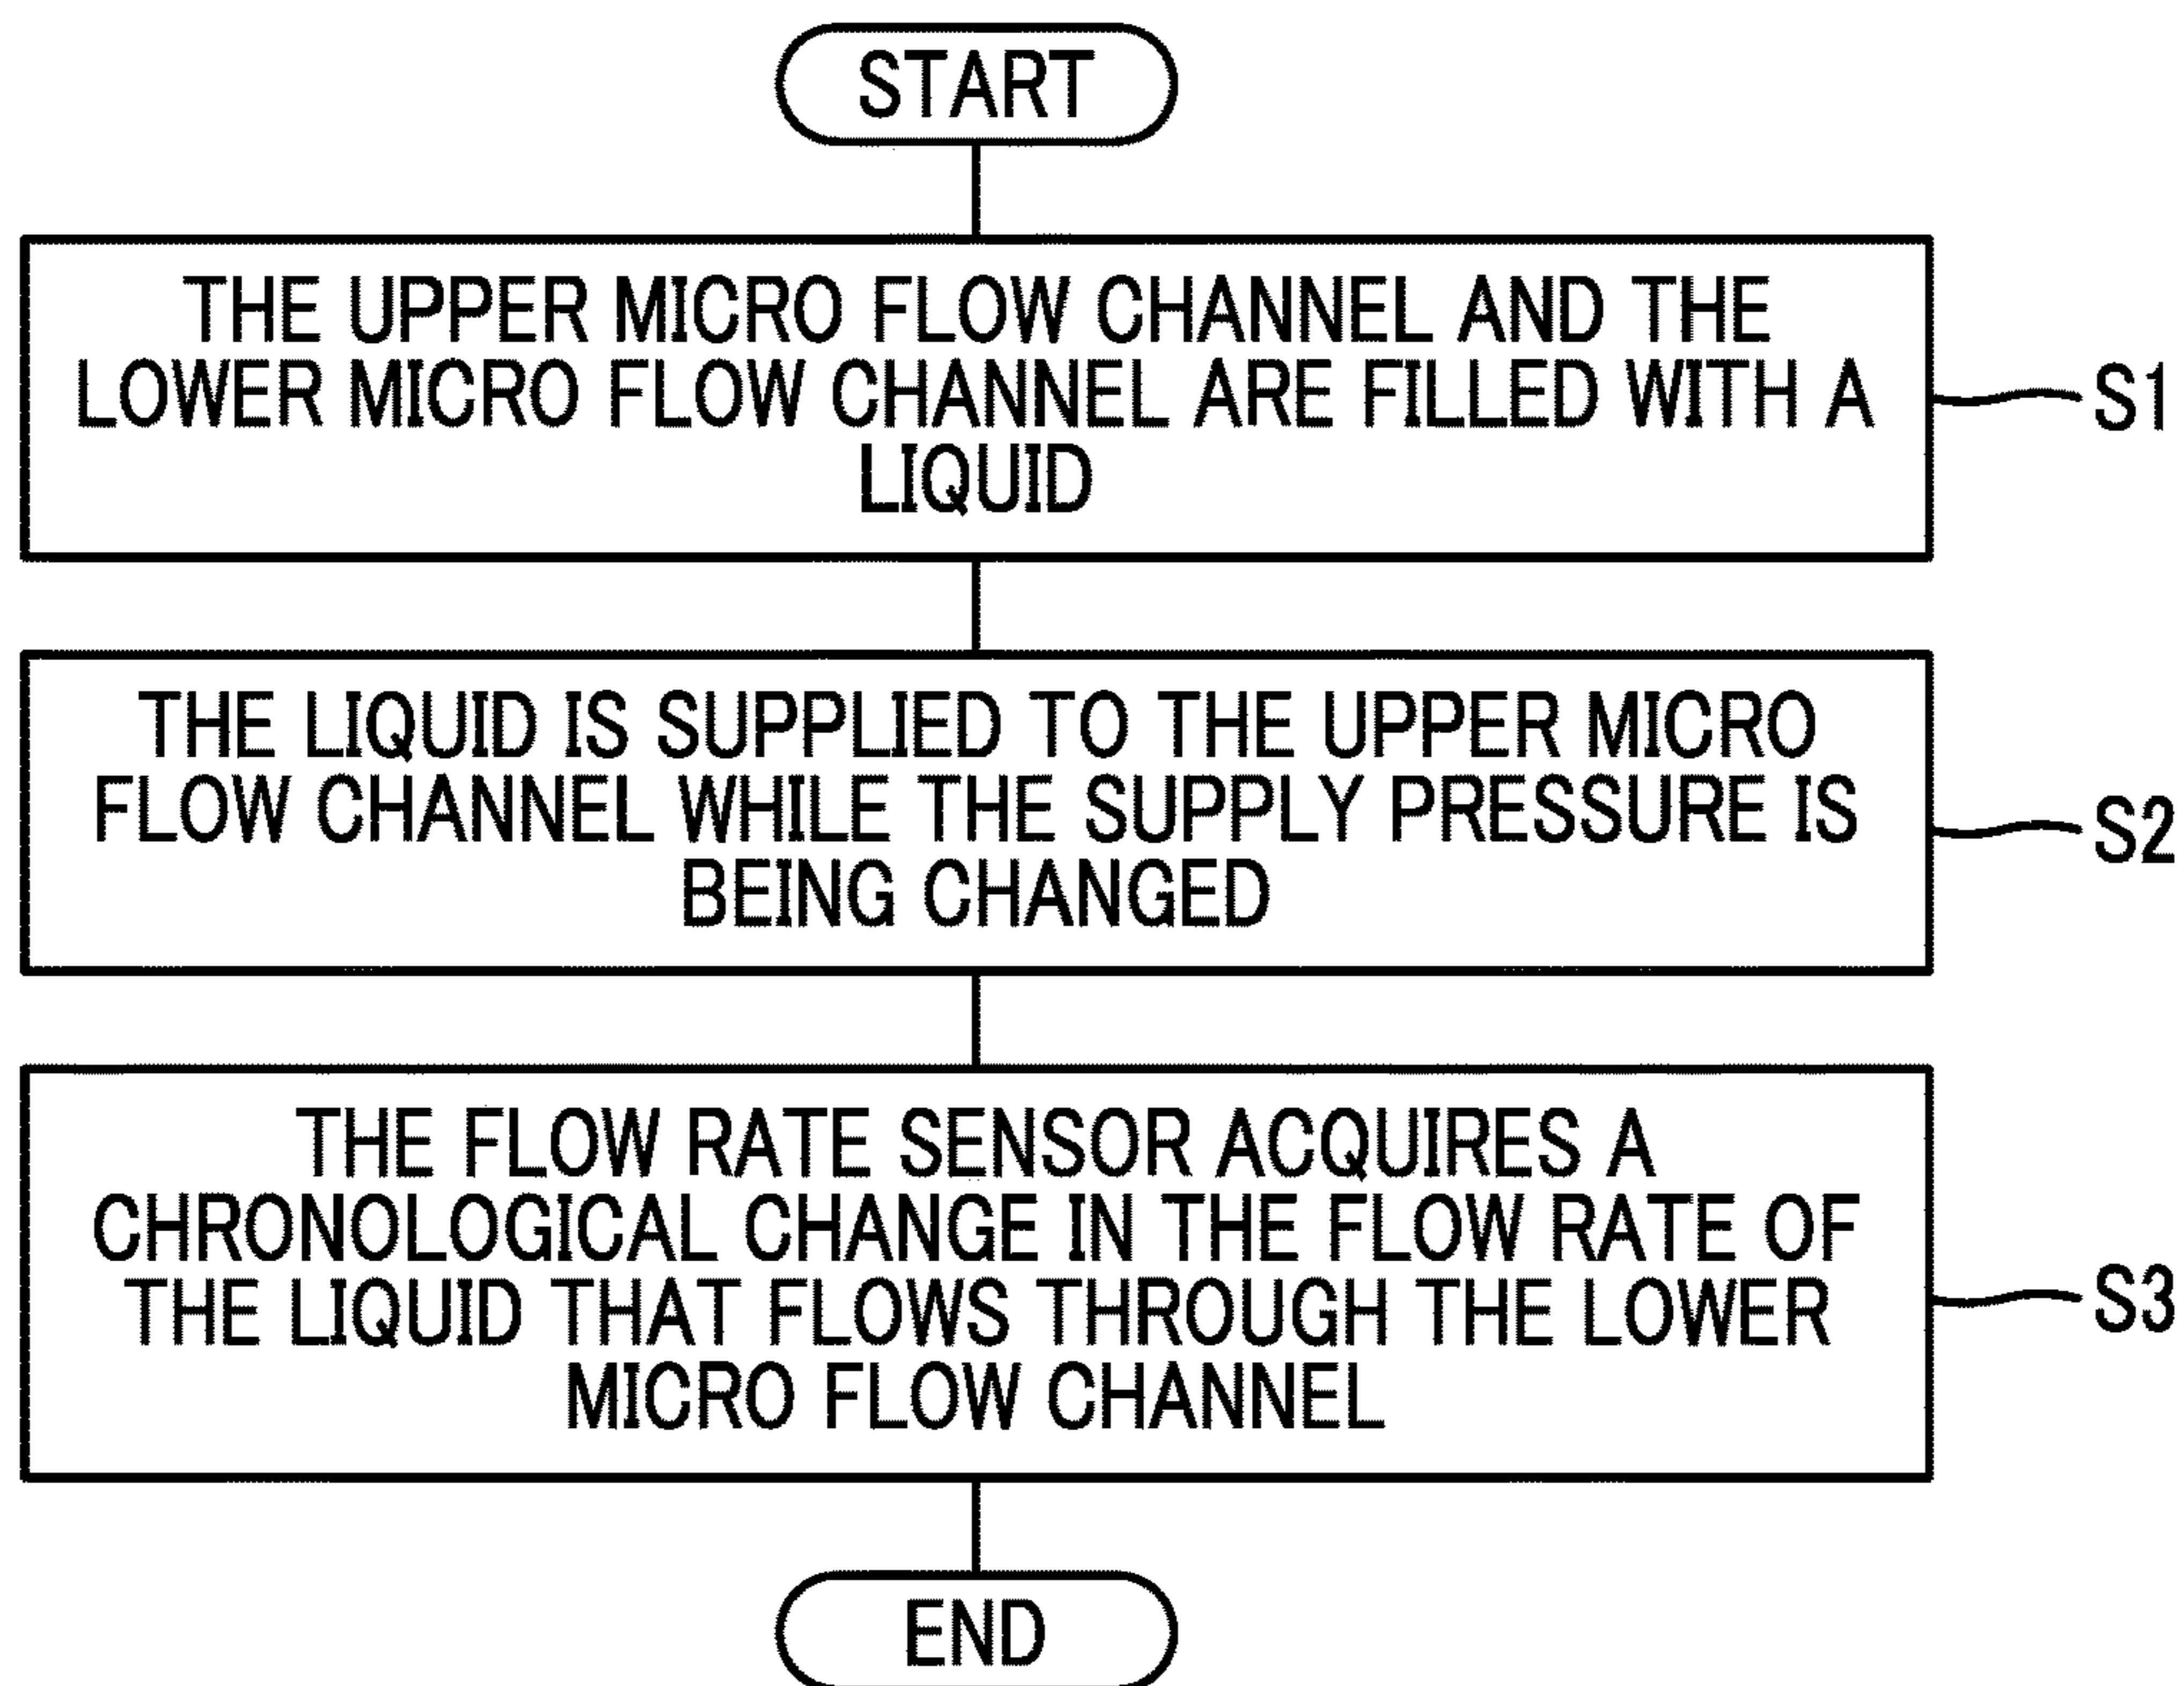 START
THE UPPER MICRO FLOW CHANNEL AND THE
LOWER MICRO FLOW CHANNEL ARE FILLED WITH A
LIQUID
S1
THE LIQUID IS SUPPLIED TO THE UPPER MICRO
FLOW CHANNEL WHILE THE SUPPLY PRESSURE IS
BEING CHANGED
S2
THE FLOW RATE SENSOR ACQUIRES A
CHRONOLOGICAL CHANGE IN THE FLOW RATE OF
THE LIQUID THAT FLOWS THROUGH THE LOWER
MICRO FLOW CHANNEL
S3
END